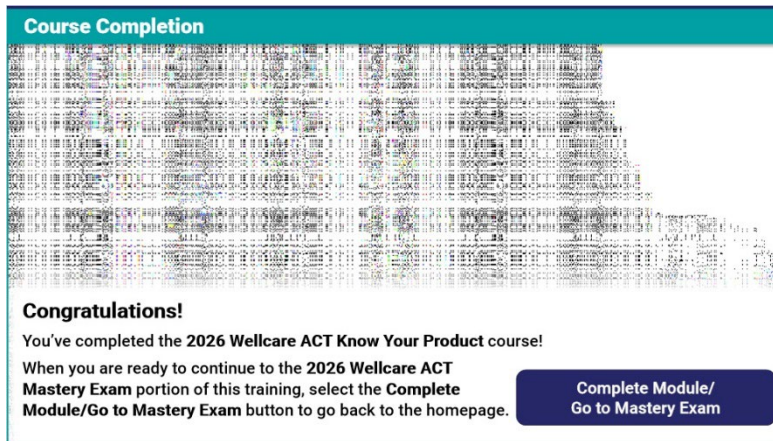 Course Completion
Congratulations!
You've completed the 2026 Wellcare ACT Know Your Product course!
When you are ready to continue to the 2026 Wellcare ACT
Mastery Exam portion of this training, select the Complete
Module/Go to Mastery Exam button to go back to the homepage.
Complete Module/
Go to Mastery Exam